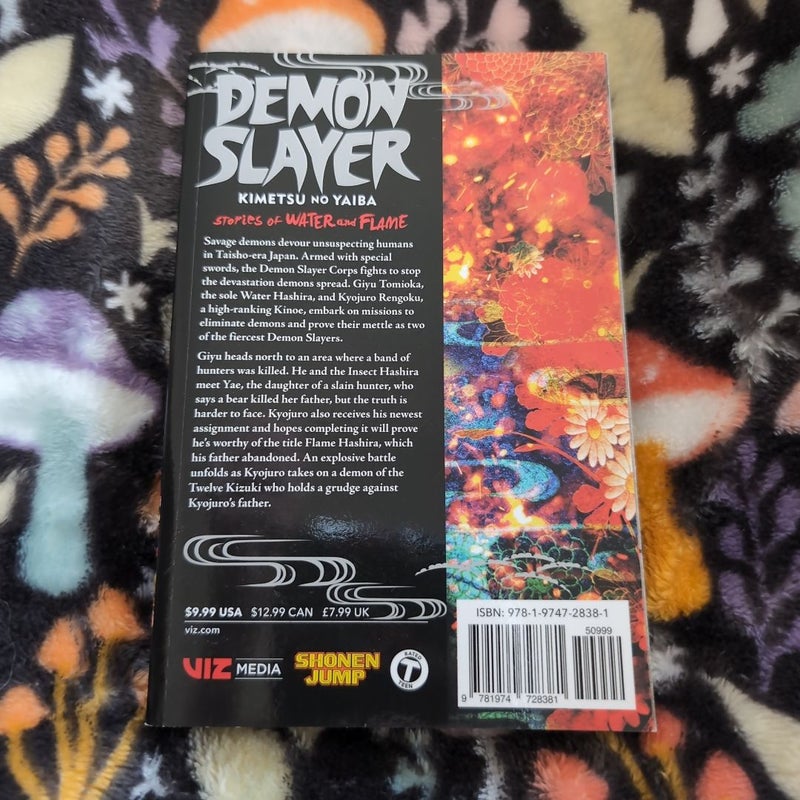 DEMON
SLAYER
KIMETSU NO YAIBA
stories of WATER and FLAME
Savage demons devour unsuspecting humans
in Taisho-era Japan. Armed with special
swords, the Demon Slayer Corps fights to stop
the devastation demons spread. Giyu Tomioka,
the sole Water Hashira, and Kyojuro Rengoku,
a high-ranking Kinoe, embark on missions to
eliminate demons and prove their mettle as two
of the fiercest Demon Slayers.
Giyu heads north to an area where a band of
hunters was killed. He and the Insect Hashira
meet Yae, the daughter of a slain hunter, who
says a bear killed her father, but the truth is
harder to face. Kyojuro also receives his newest
assignment and hopes completing it will prove
he's worthy of the title Flame Hashira, which
his father abandoned. An explosive battle
unfolds as Kyojuro takes on a demon of the
Twelve Kizuki who holds a grudge against
Kyojuro's father.
$9.99 USA $12.99 CAN £7.99 UK
viz.com
VIZ MEDIA
SHONEN
JUMP
RATED
T
TEEN
ISBN: 978-1-9747-2838-1
50999
9 781974 728381